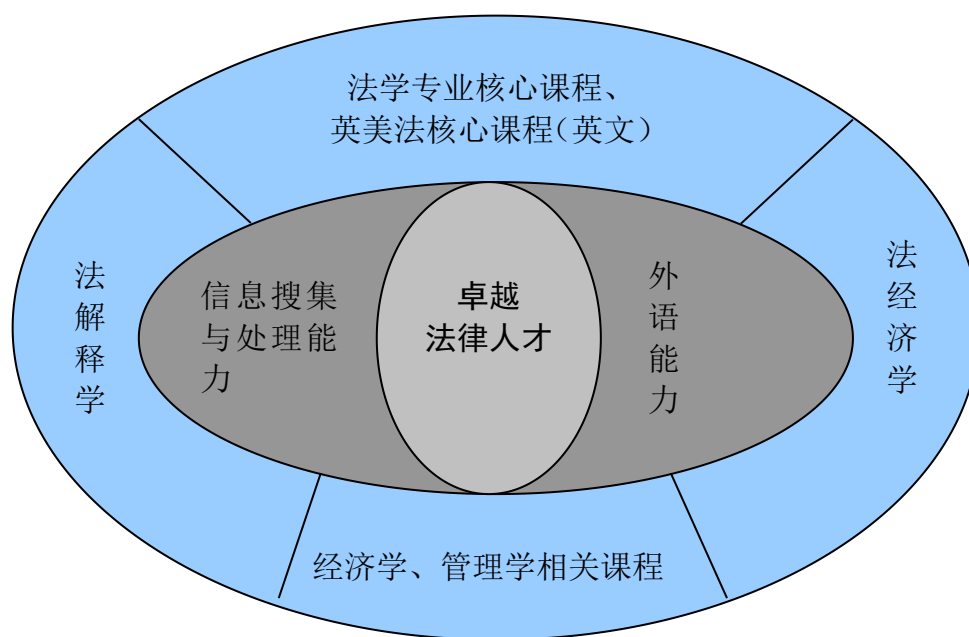 法学专业核心课程、
英美法核心课程(英文)
法解释学
信息搜集
与处理能
力
卓越
法律人才
外语能力
法经济学
经济学、管理学相关课程